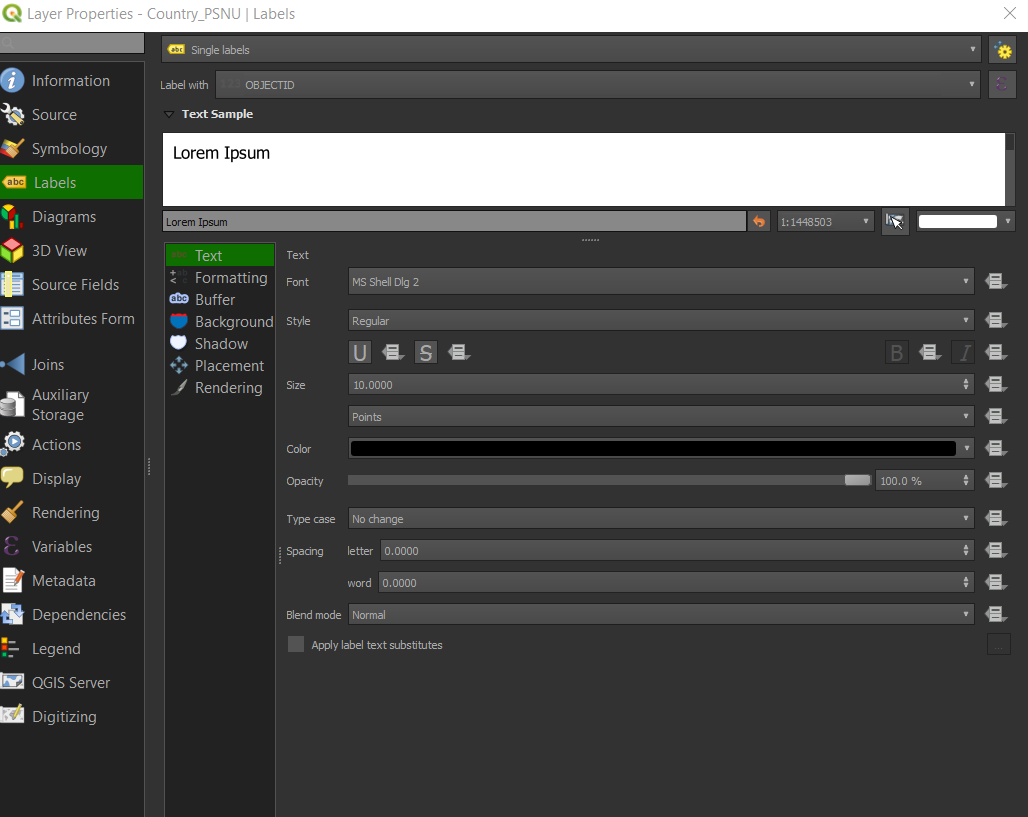 Layer Properties - Country_PSNU | Labels
Information
Source
Symbology
abc Labels
Diagrams
3D View
Source Fields
Attributes Form
Joins
Auxiliary
Storage
Actions
Display
Rendering
Variables
Metadata
Dependencies
Legend
QGIS Server
Digitizing
abc Single labels
Label with 123 OBJECTID
Text Sample
Lorem Ipsum
Lorem Ipsum 1:1448503
Text
Formatting
abc Buffer
Background
Shadow
Placement
Rendering
Text
Font MS Shell Dlg 2
Style Regular
U S B I
Size 10.0000
Points
Color
Opacity 100.0 %
Type case No change
Spacing letter 0.0000
word 0.0000
Blend mode Normal
Apply label text substitutes ...